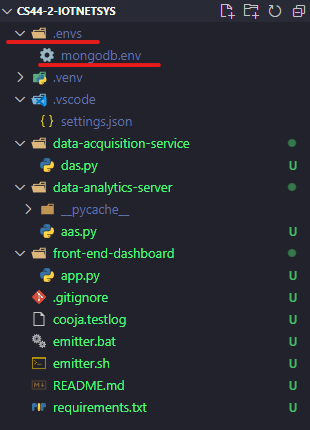 CS44-2-IOTNETSYS
.envs
mongodb.env
.venv
.vscode
{ } settings.json
data-acquisition-service
das.py U
data-analytics-server
__pycache__
aas.py U
front-end-dashboard
app.py U
.gitignore U
cooja.testlog U
emitter.bat U
emitter.sh U
README.md U
requirements.txt U